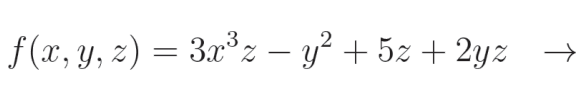 f(x, y, z) = 3x³z − y² + 5z + 2yz →